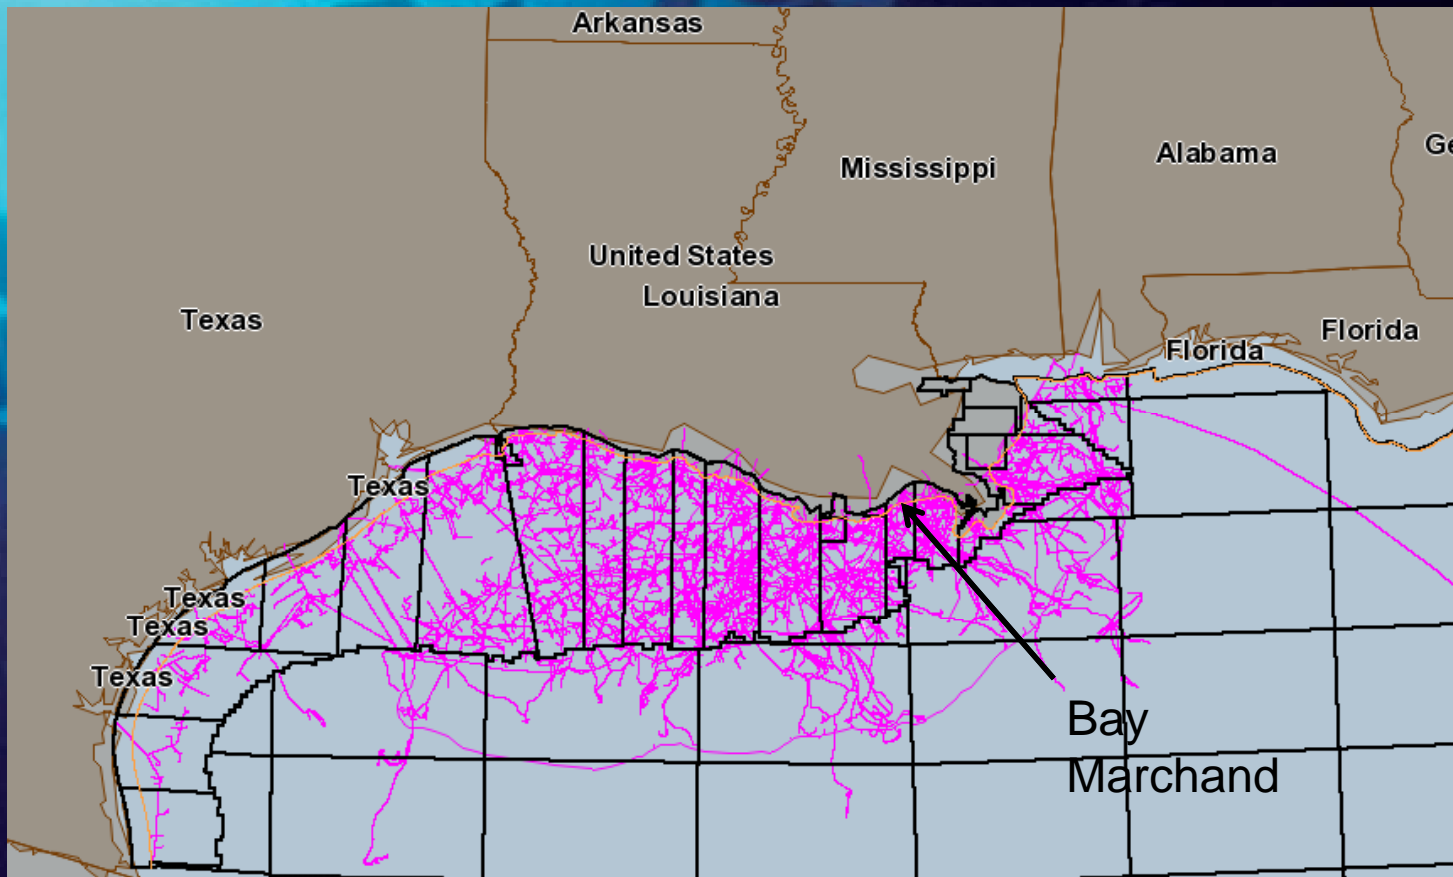 Arkansas
Mississippi
Alabama
Ge
United States
Louisiana
Texas
Florida
Florida
Texas
Texas
Texas
Texas
Bay
Marchand